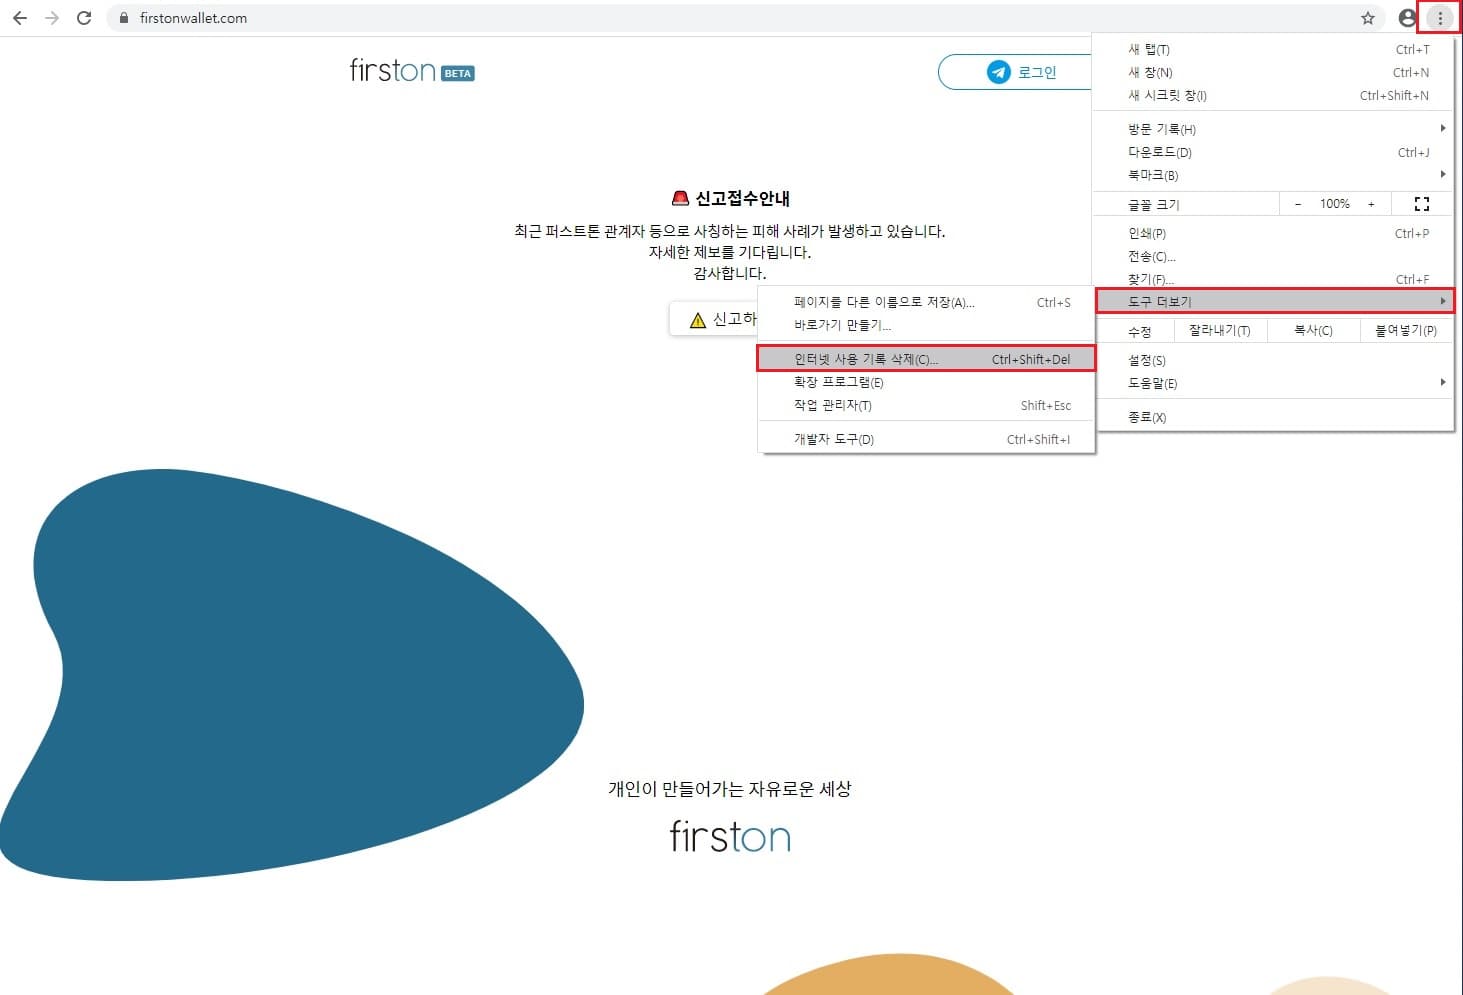 firstonwallet.com
firston BETA
로그인
🚨 신고접수안내
최근 퍼스트톤 관계자 등으로 사칭하는 피해 사례가 발생하고 있습니다.
자세한 제보를 기다립니다.
감사합니다.
신고하
새 탭(T) Ctrl+T
새 창(N) Ctrl+N
새 시크릿 창(I) Ctrl+Shift+N
방문 기록(H)
다운로드(D) Ctrl+J
북마크(B)
글꼴 크기 - 100% +
인쇄(P) Ctrl+P
전송(C)...
찾기(F)... Ctrl+F
도구 더보기
수정 잘라내기(T) 복사(C) 붙여넣기(P)
설정(S)
도움말(E)
종료(X)
페이지를 다른 이름으로 저장(A)... Ctrl+S
바로가기 만들기...
인터넷 사용 기록 삭제(C)... Ctrl+Shift+Del
확장 프로그램(E)
작업 관리자(T) Shift+Esc
개발자 도구(D) Ctrl+Shift+I
개인이 만들어가는 자유로운 세상
firston